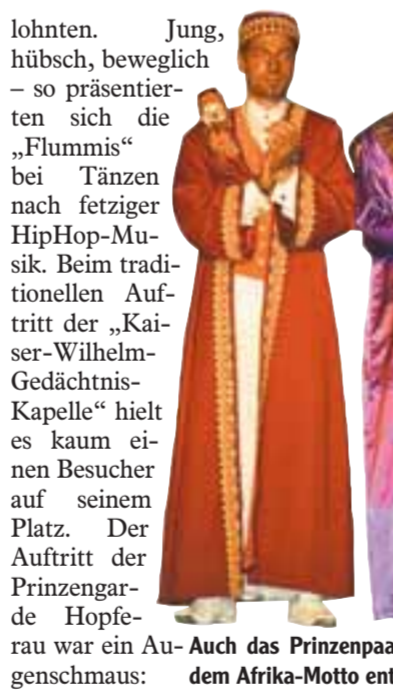 lohnten. Jung,
hübsch, beweglich
– so präsentier-
ten sich die
„Flummis“
bei Tänzen
nach fetziger
HipHop-Mu-
sik. Beim tradi-
tionellen Auf-
tritt der „Kai-
ser-Wilhelm-
Gedächtnis-
Kapelle“ hielt
es kaum ei-
nen Besucher
auf seinem
Platz. Der
Auftritt der
Prinzengar-
de Hopfe-
rau war ein Au-
genschmaus:
Auch das Prinzenpaa
dem Afrika-Motto ent